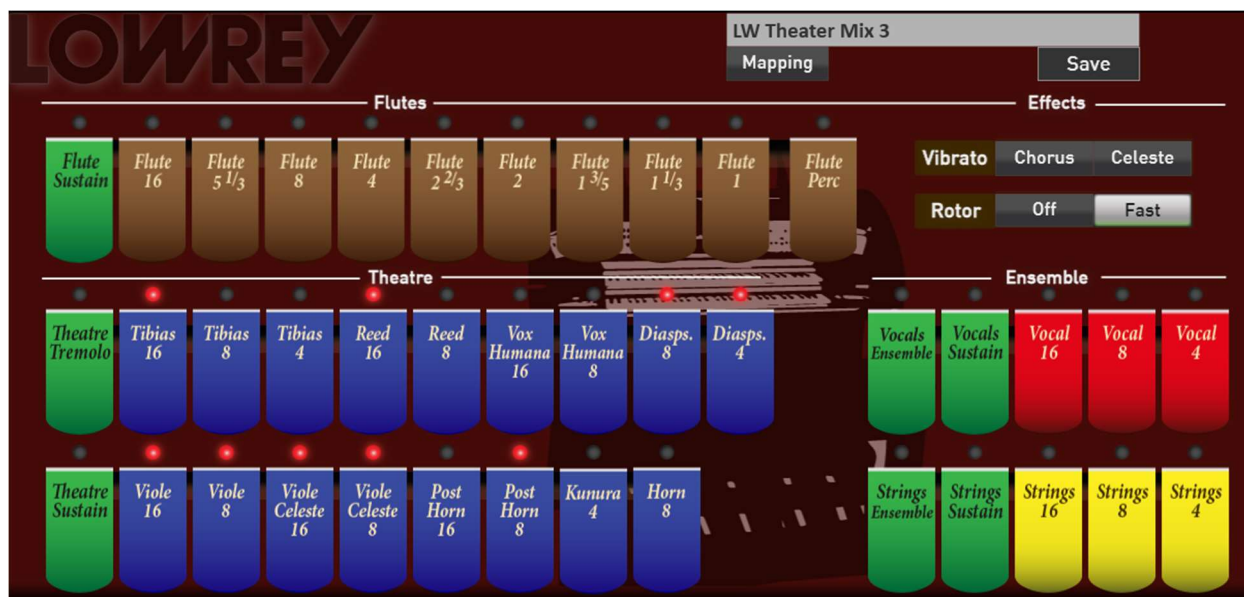 LOWREY
LW Theater Mix 3
Mapping
Save
Flutes
Effects
Flute
Sustain
Flute
16
Flute
5 1/3
Flute
8
Flute
4
Flute
2 2/3
Flute
2
Flute
1 3/5
Flute
1 1/3
Flute
1
Flute
Perc
Vibrato
Chorus
Celeste
Rotor
Off
Fast
Theatre
Ensemble
Theatre
Tremolo
Tibias
16
Tibias
8
Tibias
4
Reed
16
Reed
8
Vox
Humana
16
Vox
Humana
8
Diasps.
8
Diasps.
4
Vocals
Ensemble
Vocals
Sustain
Vocal
16
Vocal
8
Vocal
4
Theatre
Sustain
Viole
16
Viole
8
Viole
Celeste
16
Viole
Celeste
8
Post
Horn
16
Post
Horn
8
Kunura
4
Horn
8
Strings
Ensemble
Strings
Sustain
Strings
16
Strings
8
Strings
4